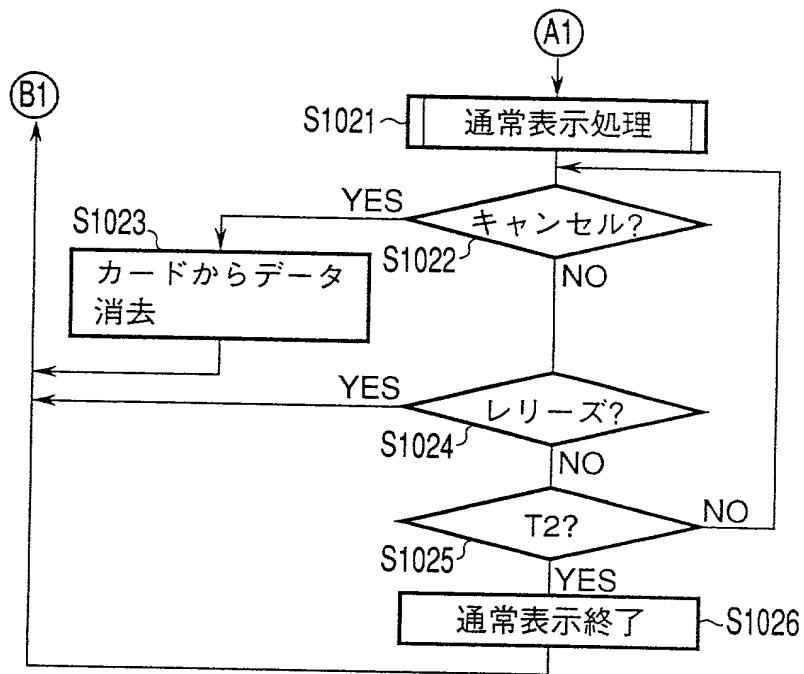 A1
B1
S1021
通常表示処理
YES
キャンセル?
S1022
NO
S1023
カードからデータ
消去
YES
レリーズ?
S1024
NO
T2?
NO
S1025
YES
通常表示終了
S1026